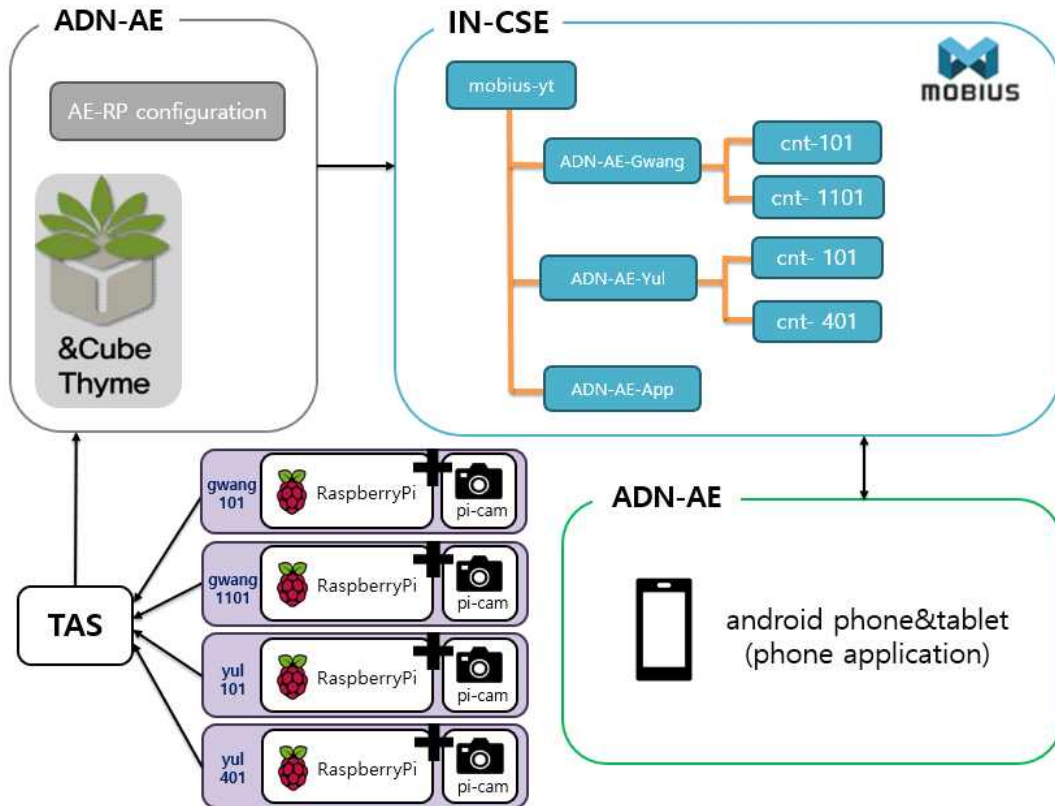 ADN-AE
AE-RP configuration
&Cube
Thyme
IN-CSE
MOBIUS
mobius-yt
ADN-AE-Gwang
cnt-101
cnt- 1101
ADN-AE-Yul
cnt- 101
cnt- 401
ADN-AE-App
TAS
gwang
101
RaspberryPi
pi-cam
gwang
1101
RaspberryPi
pi-cam
yul
101
RaspberryPi
pi-cam
yul
401
RaspberryPi
pi-cam
ADN-AE
android phone&tablet
(phone application)